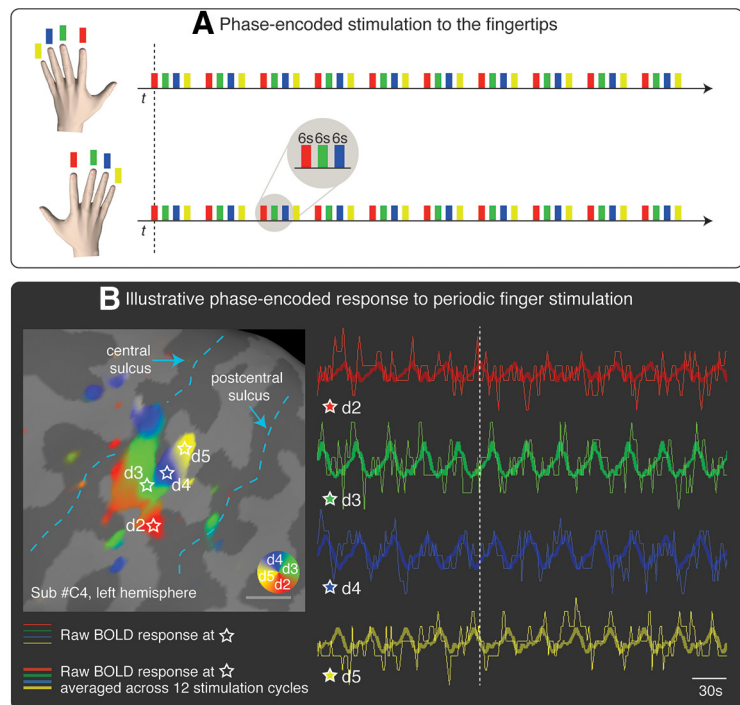 A Phase-encoded stimulation to the fingertips
t
6s 6s 6s
t
B Illustrative phase-encoded response to periodic finger stimulation
central
sulcus
postcentral
sulcus
d5
d3
d4
d2
d4
d5 d3
d2
Sub #C4, left hemisphere
Raw BOLD response at ☆
Raw BOLD response at ☆
averaged across 12 stimulation cycles
d2
d3
d4
d5
30s